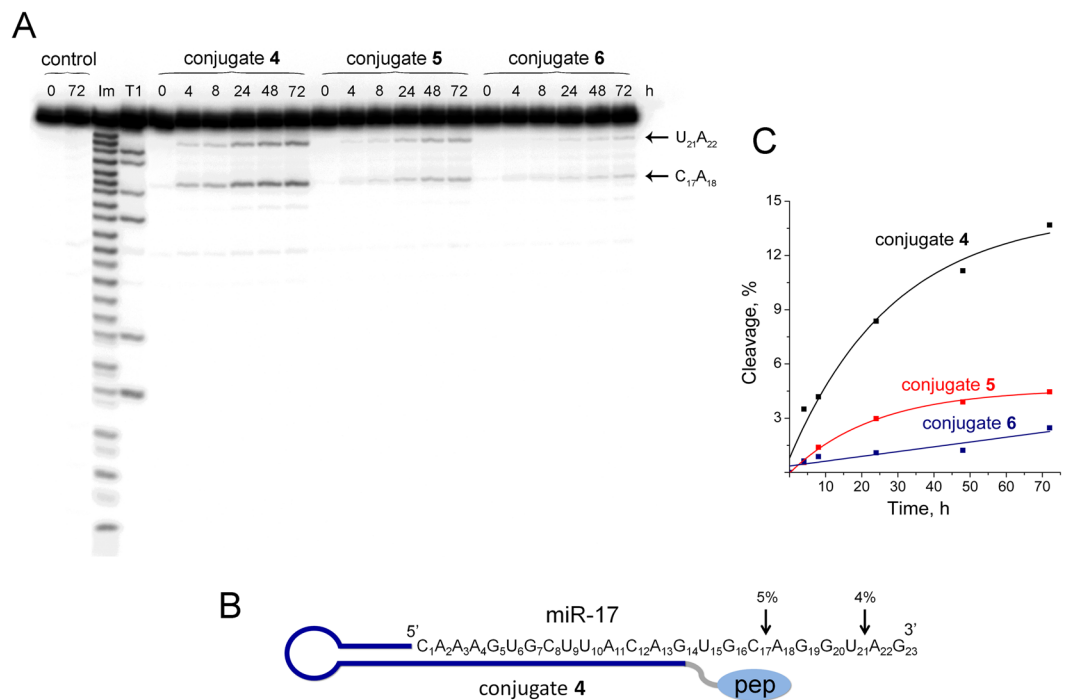 A
control
conjugate 4
conjugate 5
conjugate 6
0 72 Im T1 0 4 8 24 48 72 0 4 8 24 48 72 0 4 8 24 48 72 h
U₂₁A₂₂
C₁₇A₁₈
C
15
12
9
6
3
Cleavage, %
conjugate 4
conjugate 5
conjugate 6
10 20 30 40 50 60 70
Time, h
B
miR-17
5% 4%
5' 3'
C₁A₂A₃A₄G₅U₆G₇C₈U₉U₁₀A₁₁C₁₂A₁₃G₁₄U₁₅G₁₆C₁₇A₁₈G₁₉G₂₀U₂₁A₂₂G₂₃
conjugate 4
pep